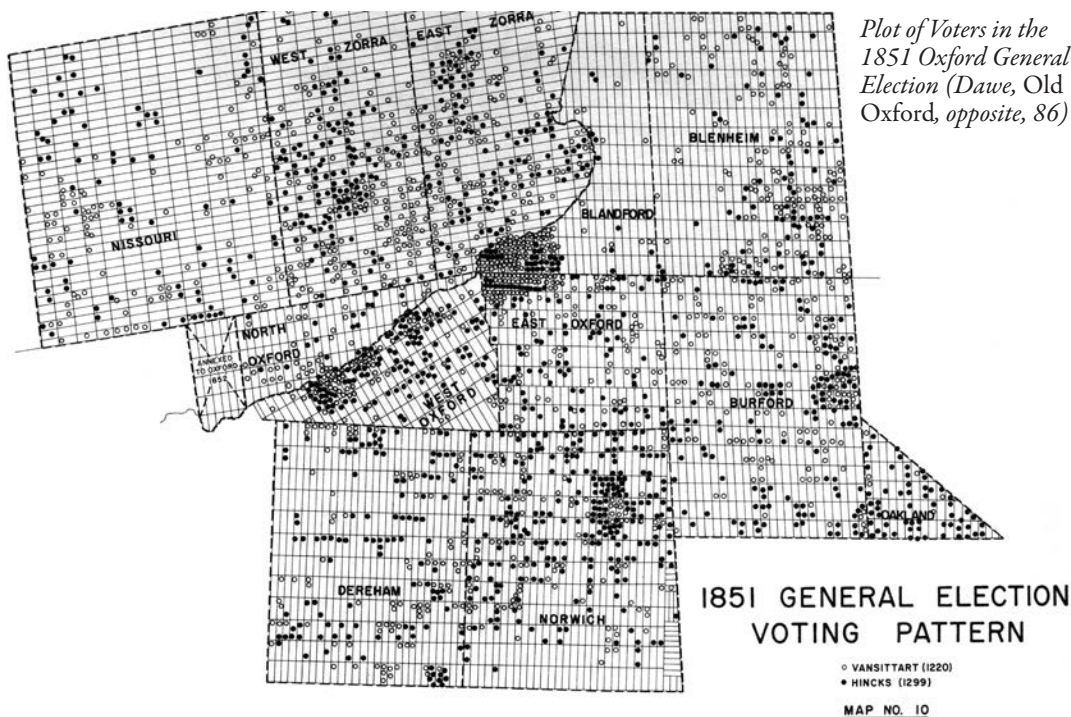 Plot of Voters in the
1851 Oxford General
Election (Dawe, Old
Oxford, opposite, 86)
WEST ZORRA
EAST ZORRA
BLENHEIM
BLANDFORD
NISSOURI
NORTH
OXFORD
ANNEXED
TO OXFORD
1852
EAST OXFORD
WEST
OXFORD
BURFORD
OAKLAND
DEREHAM
NORWICH
1851 GENERAL ELECTION
VOTING PATTERN
○ VANSITTART (1220)
● HINCKS (1299)
MAP NO. 10